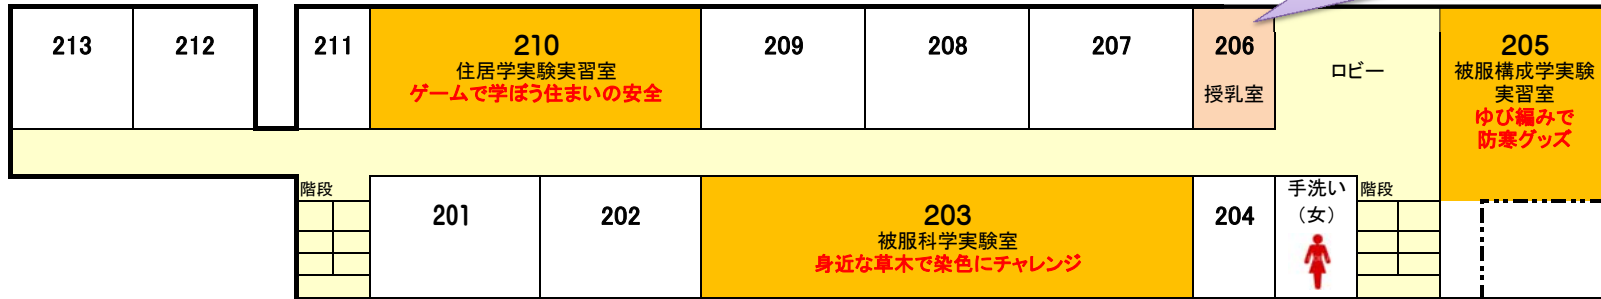 213
212
211
210
住居学実験実習室
ゲームで学ぼう住まいの安全
209
208
207
206
授乳室
ロビー
205
被服構成学実験
実習室
ゆび編みで
防寒グッズ
階段
201
202
203
被服科学実験室
身近な草木で染色にチャレンジ
204
手洗い
（女）
階段